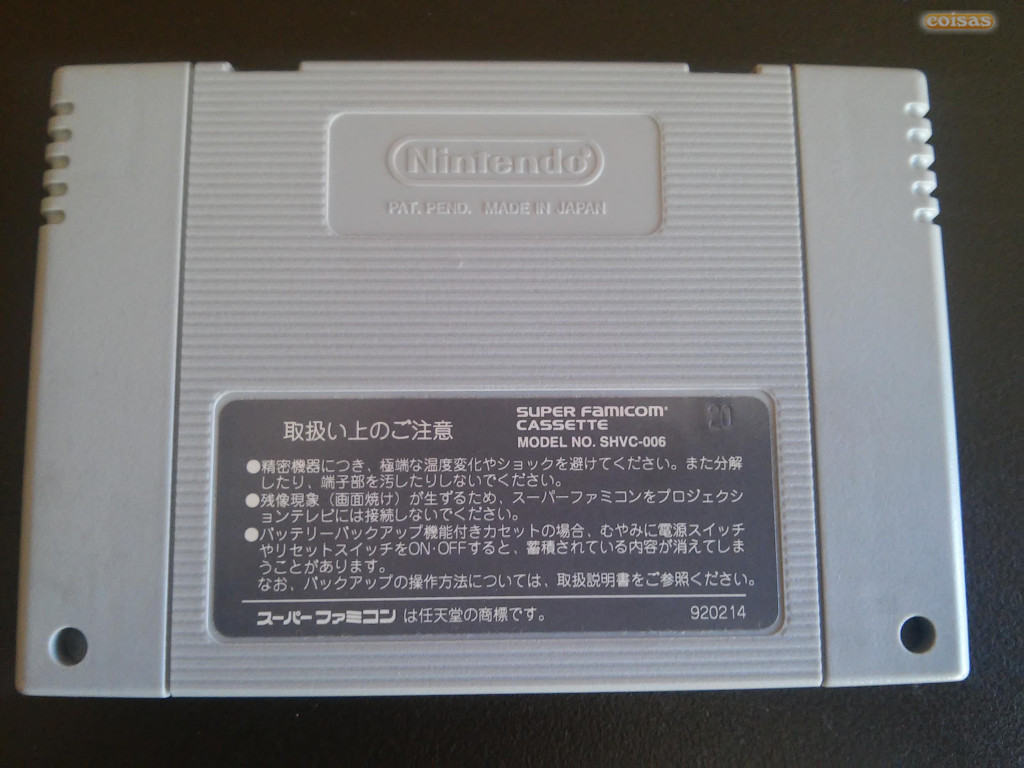 coisas
Nintendo
PAT. PEND. MADE IN JAPAN
取扱い上のご注意
SUPER FAMICOM
CASSETTE
MODEL NO. SHVC-006
20
●精密機器につき、極端な温度変化やショックを避けてください。また分解
したり、端子部を汚したりしないでください。
●残像現象（画面焼け）が生ずるため、スーパーファミコンをプロジェクシ
ョンテレビには接続しないでください。
●バッテリーバックアップ機能付きカセットの場合、むやみに電源スイッチ
やリセットスイッチをON·OFFすると、蓄積されている内容が消えてしま
うことがあります。
なお、バックアップの操作方法については、取扱説明書をご参照ください。
スーパーファミコン は任天堂の商標です。
920214